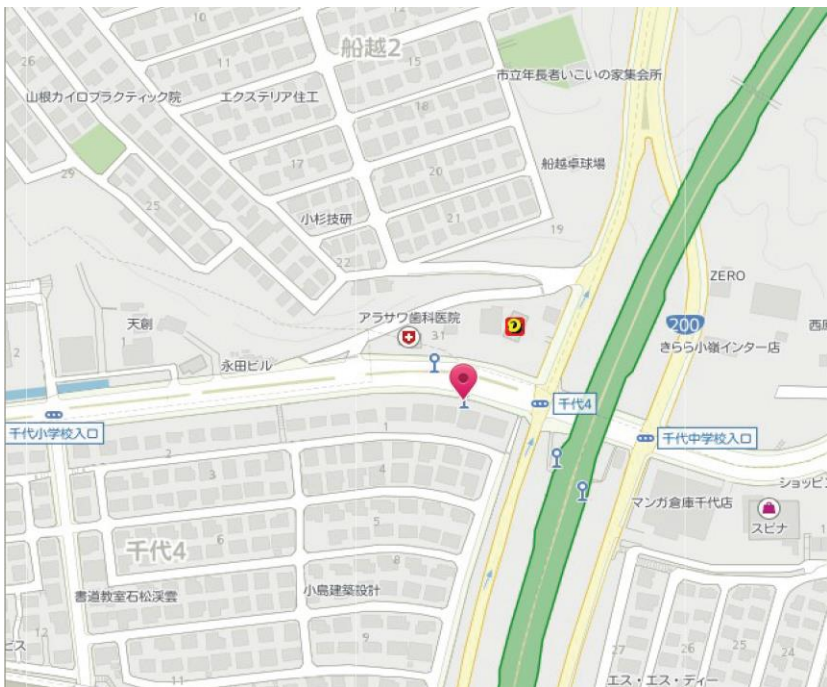 10
12
船越2
26
11
15
市立年長者いこいの家集会所
山根カイロプラクティック院
エクステリア住工
18
17
20
船越卓球場
29
25
小杉技研
21
19
22
ZERO
アラサワ歯科医院
天創
31
200
2
1
西原
きらら小嶺インター店
永田ビル
千代4
千代小学校入口
1
千代中学校入口
2
3
4
ショッピン
マンガ倉庫千代店
スピナ
5
千代4
6
8
書道教室石松渓雲
小島建築設計
12
9
ービス
27
26
25
24
11
エス・エス・ディー